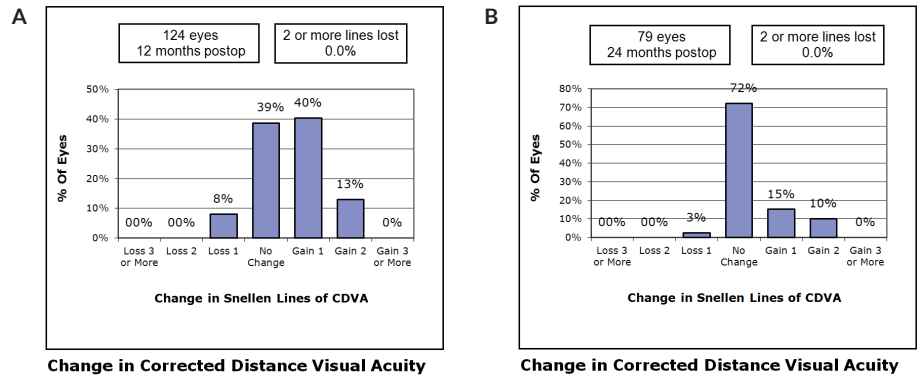 A
124 eyes
12 months postop
2 or more lines lost
0.0%
50%
40%
30%
20%
10%
0%
% Of Eyes
00%
00%
8%
39%
40%
13%
0%
Loss 3 or More
Loss 2
Loss 1
No Change
Gain 1
Gain 2
Gain 3 or More
Change in Snellen Lines of CDVA
Change in Corrected Distance Visual Acuity
B
79 eyes
24 months postop
2 or more lines lost
0.0%
80%
70%
60%
50%
40%
30%
20%
10%
0%
% Of Eyes
00%
00%
3%
72%
15%
10%
0%
Loss 3 or More
Loss 2
Loss 1
No Change
Gain 1
Gain 2
Gain 3 or More
Change in Snellen Lines of CDVA
Change in Corrected Distance Visual Acuity